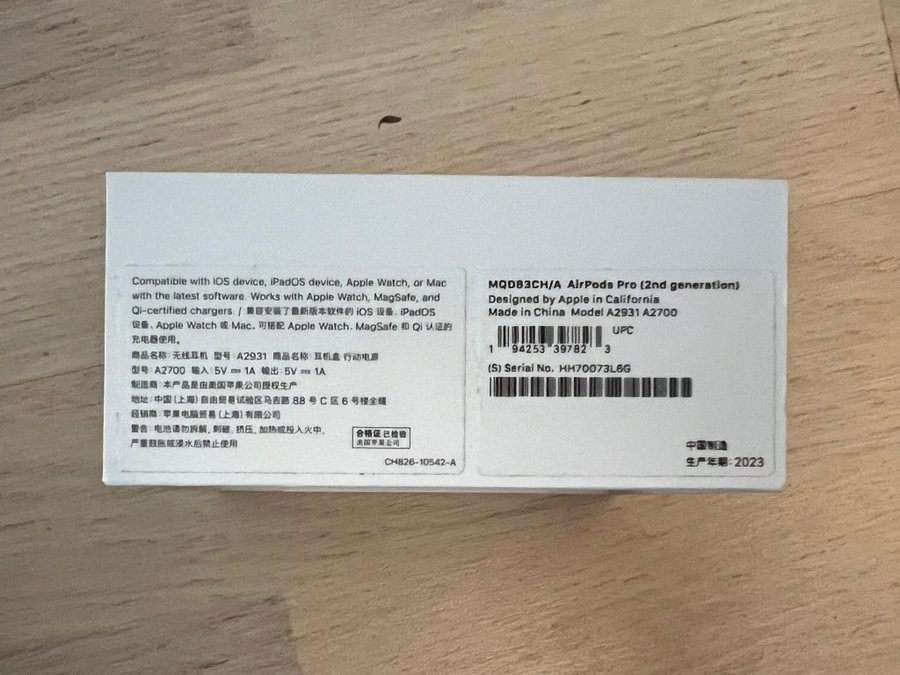 Compatible with iOS device, iPadOS device, Apple Watch, or Mac
with the latest software. Works with Apple Watch, MagSafe, and
Qi-certified chargers. / 兼容安装了最新版本软件的 iOS 设备、iPadOS
设备、Apple Watch 或 Mac。可搭配 Apple Watch、MagSafe 和 Qi 认证的
充电器使用。
商品名称: 无线耳机 型号: A2931 商品名称: 耳机盒 行动电源
型号: A2700 输入: 5V ⎓ 1A 输出: 5V ⎓ 1A
制造商: 本产品是由美国苹果公司授权生产
地址: 中国 (上海) 自由贸易试验区马吉路 88 号 C 区 6 号楼全幢
经销商: 苹果电脑贸易 (上海) 有限公司
警告: 电池请勿拆解、刺破、挤压、加热或投入火中。
严重鼓胀或浸水后禁止使用
合格证 已检验
美国苹果公司
CH826-10542-A
MQD83CH/A AirPods Pro (2nd generation)
Designed by Apple in California
Made in China Model A2931 A2700
UPC
1 94253 39782 3
(S) Serial No. HH70073L6G
中国制造
生产年期: 2023